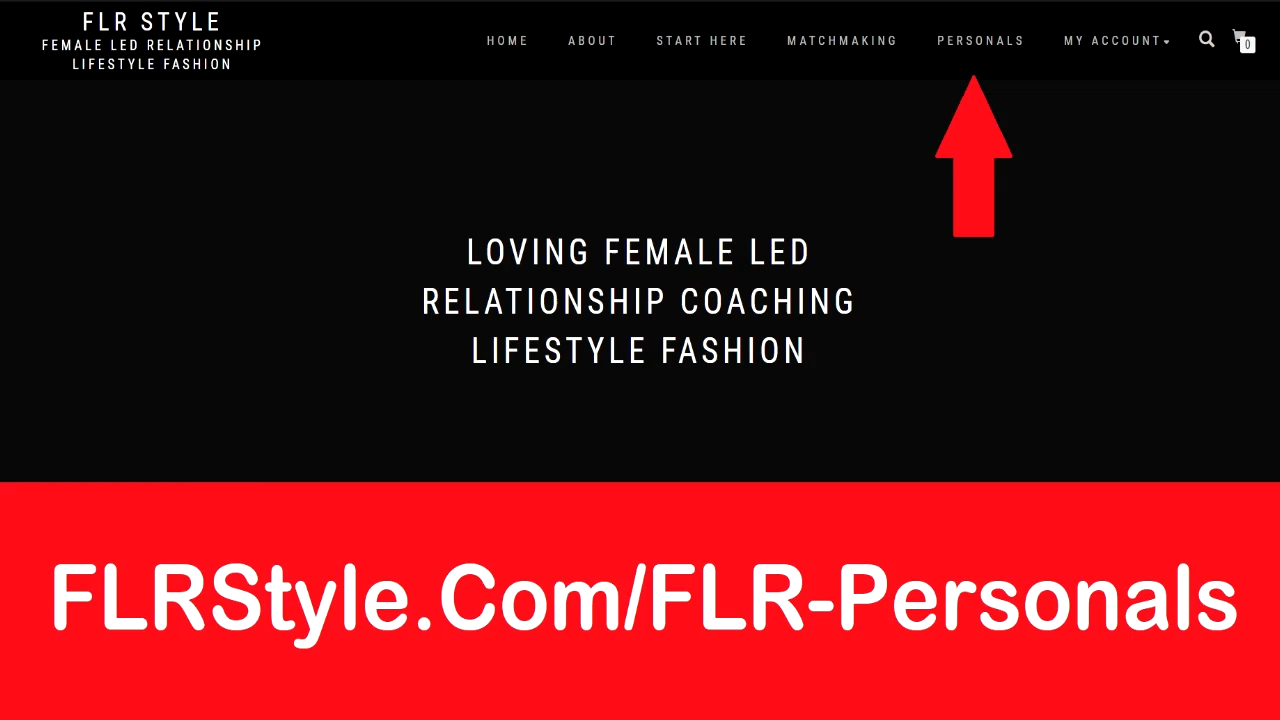 FLR STYLE
FEMALE LED RELATIONSHIP
LIFESTYLE FASHION
HOME ABOUT START HERE MATCHMAKING PERSONALS MY ACCOUNT
0
LOVING FEMALE LED
RELATIONSHIP COACHING
LIFESTYLE FASHION
FLRStyle.Com/FLR-Personals